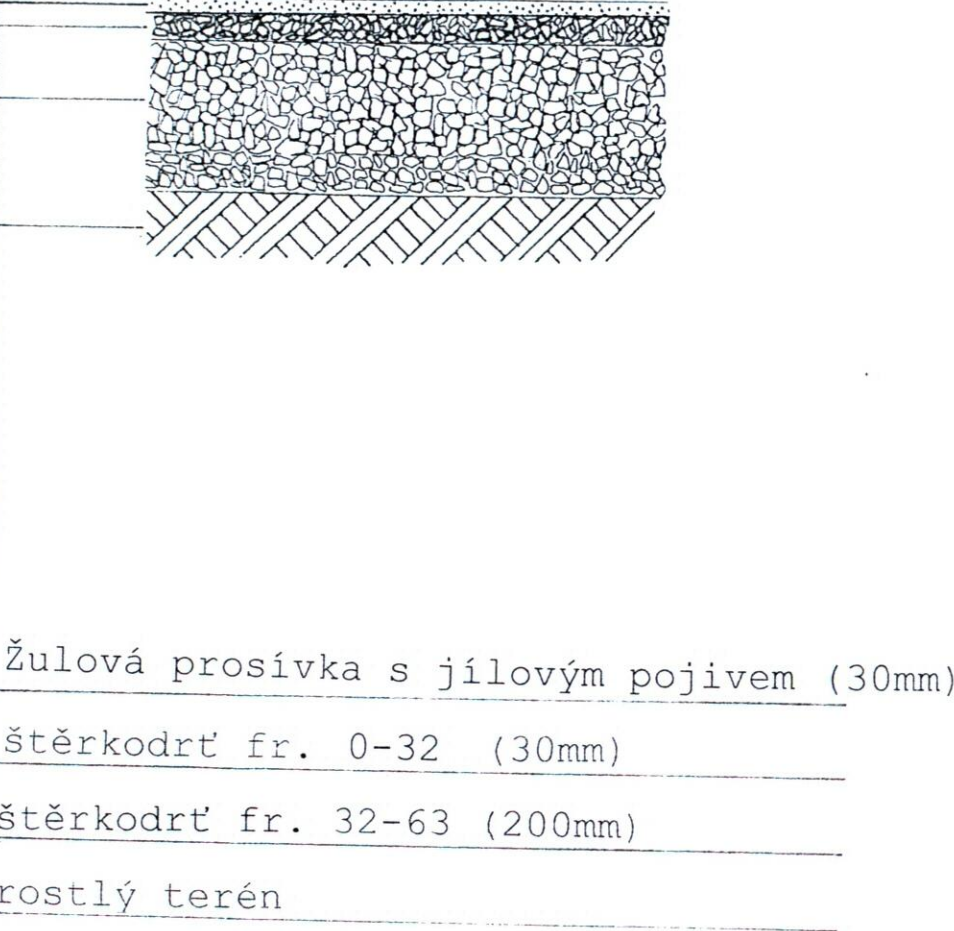 Žulová prosívka s jílovým pojivem (30mm)
štěrkodrť fr. 0-32 (30mm)
štěrkodrť fr. 32-63 (200mm)
rostlý terén